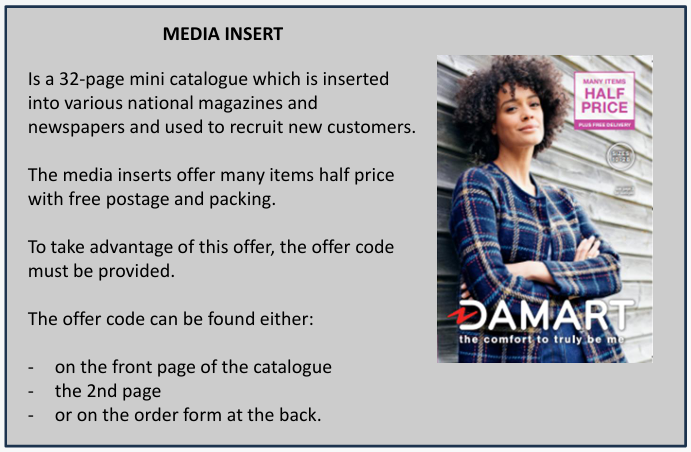 MEDIA INSERT
Is a 32-page mini catalogue which is inserted
into various national magazines and
newspapers and used to recruit new customers.
The media inserts offer many items half price
with free postage and packing.
To take advantage of this offer, the offer code
must be provided.
The offer code can be found either:
- on the front page of the catalogue
- the 2nd page
- or on the order form at the back.
MANY ITEMS
HALF
PRICE
PLUS FREE DELIVERY
SIZES
DAMART
the comfort to truly be me